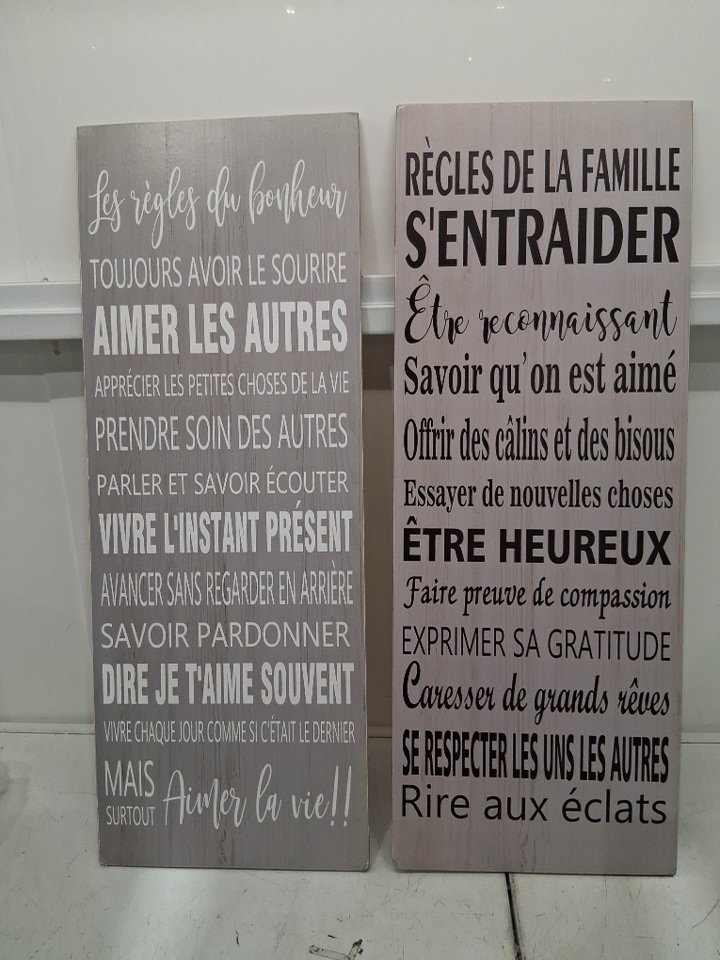 Les règles du bonheur
TOUJOURS AVOIR LE SOURIRE
AIMER LES AUTRES
APPRÉCIER LES PETITES CHOSES DE LA VIE
PRENDRE SOIN DES AUTRES
PARLER ET SAVOIR ÉCOUTER
VIVRE L'INSTANT PRÉSENT
AVANCER SANS REGARDER EN ARRIÈRE
SAVOIR PARDONNER
DIRE JE T'AIME SOUVENT
VIVRE CHAQUE JOUR COMME SI C'ÉTAIT LE DERNIER
MAIS
SURTOUT Aimer la vie!!
RÈGLES DE LA FAMILLE
S'ENTRAIDER
Être reconnaissant
Savoir qu'on est aimé
Offrir des câlins et des bisous
Essayer de nouvelles choses
ÊTRE HEUREUX
Faire preuve de compassion
EXPRIMER SA GRATITUDE
Caresser de grands rêves
SE RESPECTER LES UNS LES AUTRES
Rire aux éclats